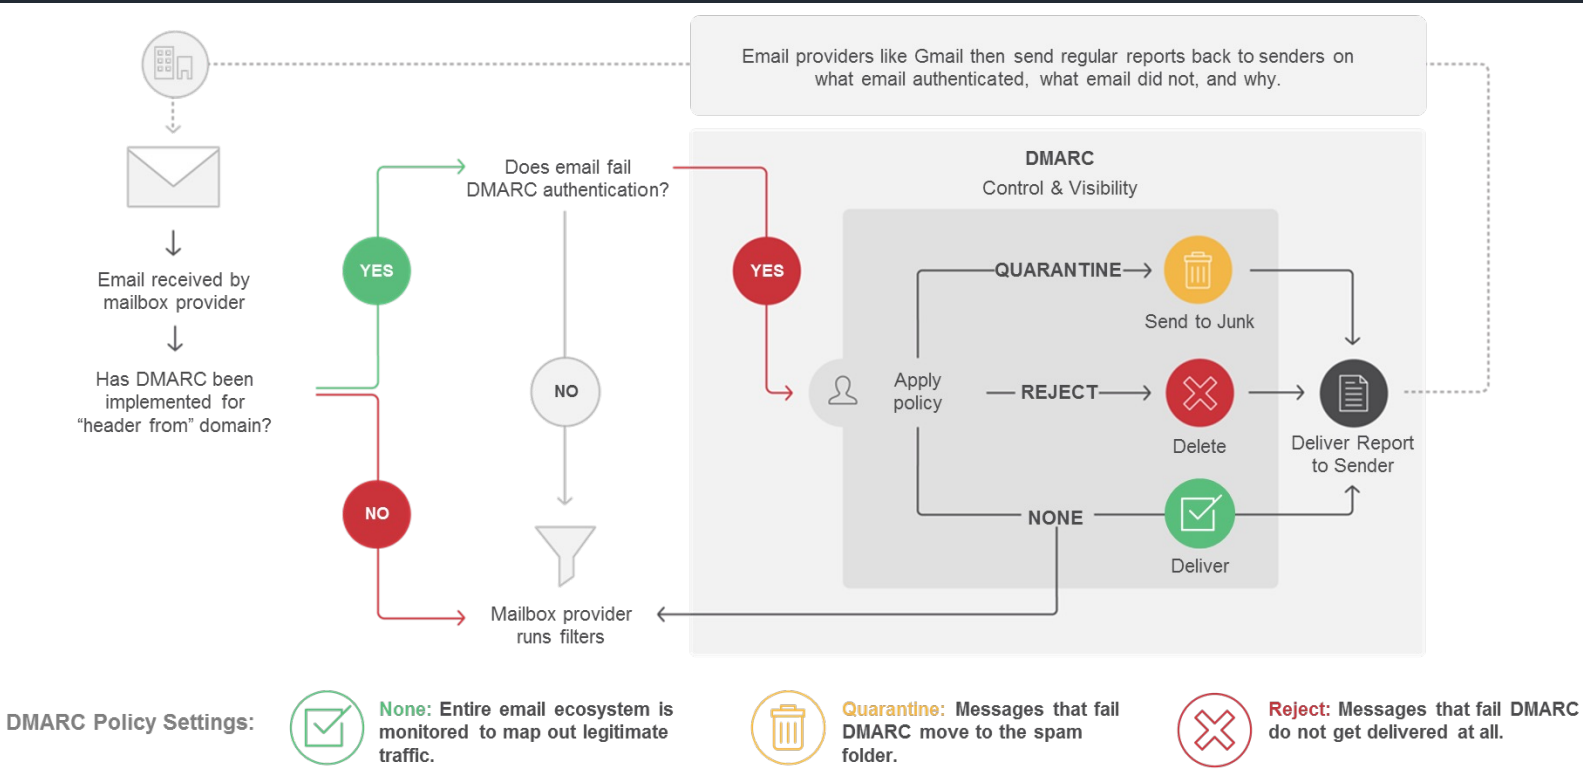 Email providers like Gmail then send regular reports back to senders on
what email authenticated, what email did not, and why.
DMARC
Control & Visibility
Does email fail
DMARC authentication?
YES
YES
Email received by
mailbox provider
QUARANTINE
Send to Junk
Has DMARC been
implemented for
“header from” domain?
NO
Apply
policy
REJECT
Delete
Deliver Report
to Sender
NO
NONE
Deliver
Mailbox provider
runs filters
DMARC Policy Settings:
None: Entire email ecosystem is
monitored to map out legitimate
traffic.
Quarantine: Messages that fail
DMARC move to the spam
folder.
Reject: Messages that fail DMARC
do not get delivered at all.